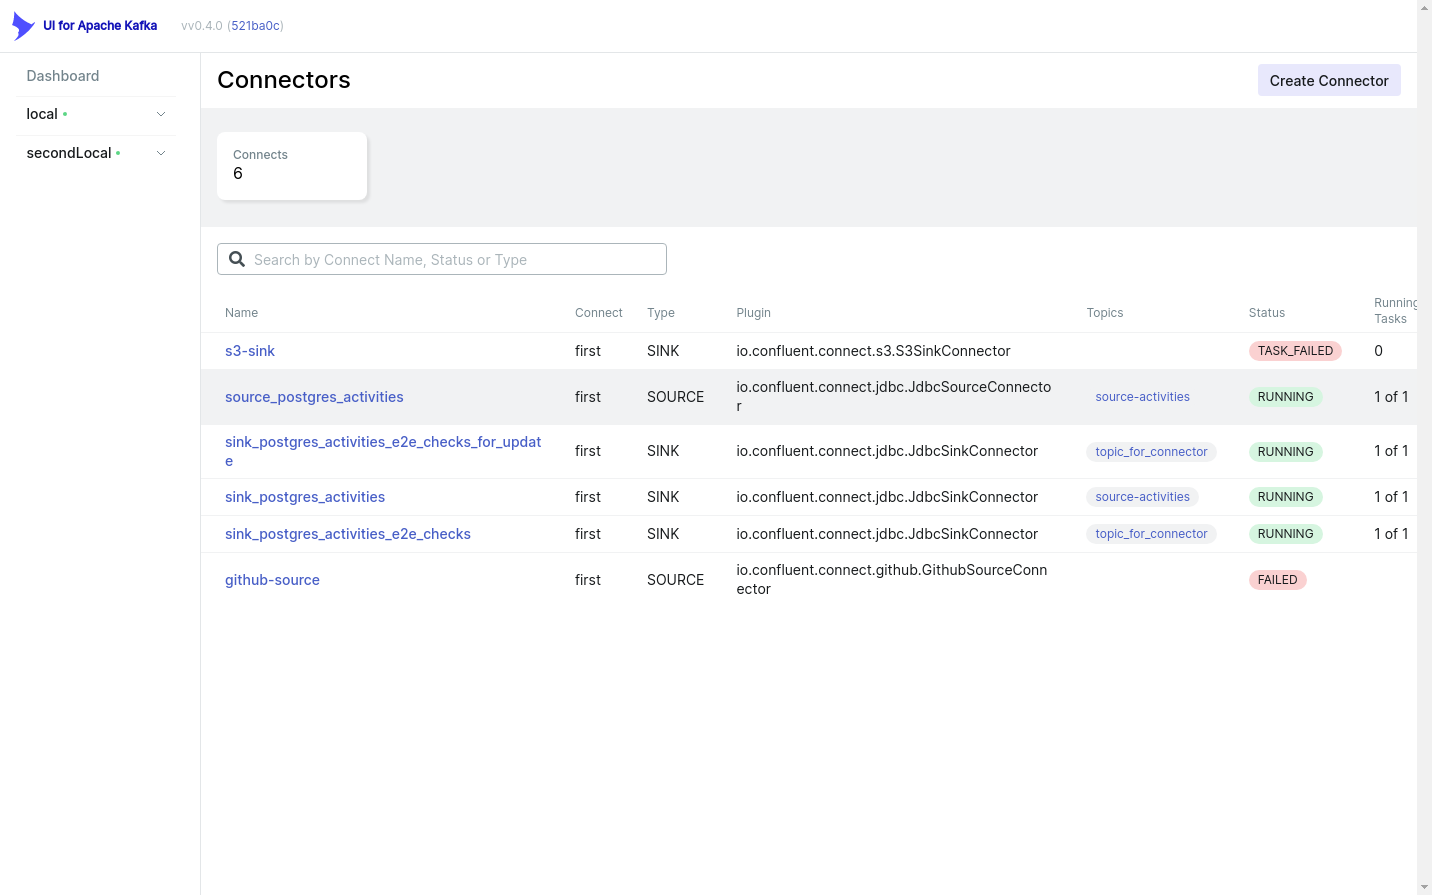 UI for Apache Kafka
vv0.4.0 (521ba0c)
Dashboard
local
secondLocal
Connectors
Create Connector
Connects
6
Search by Connect Name, Status or Type
Name Connect Type Plugin Topics Status Running
Tasks
s3-sink first SINK io.confluent.connect.s3.S3SinkConnector TASK_FAILED 0
source_postgres_activities first SOURCE io.confluent.connect.jdbc.JdbcSourceConnecto
r source-activities RUNNING 1 of 1
sink_postgres_activities_e2e_checks_for_updat
e first SINK io.confluent.connect.jdbc.JdbcSinkConnector topic_for_connector RUNNING 1 of 1
sink_postgres_activities first SINK io.confluent.connect.jdbc.JdbcSinkConnector source-activities RUNNING 1 of 1
sink_postgres_activities_e2e_checks first SINK io.confluent.connect.jdbc.JdbcSinkConnector topic_for_connector RUNNING 1 of 1
github-source first SOURCE io.confluent.connect.github.GithubSourceConn
ector FAILED